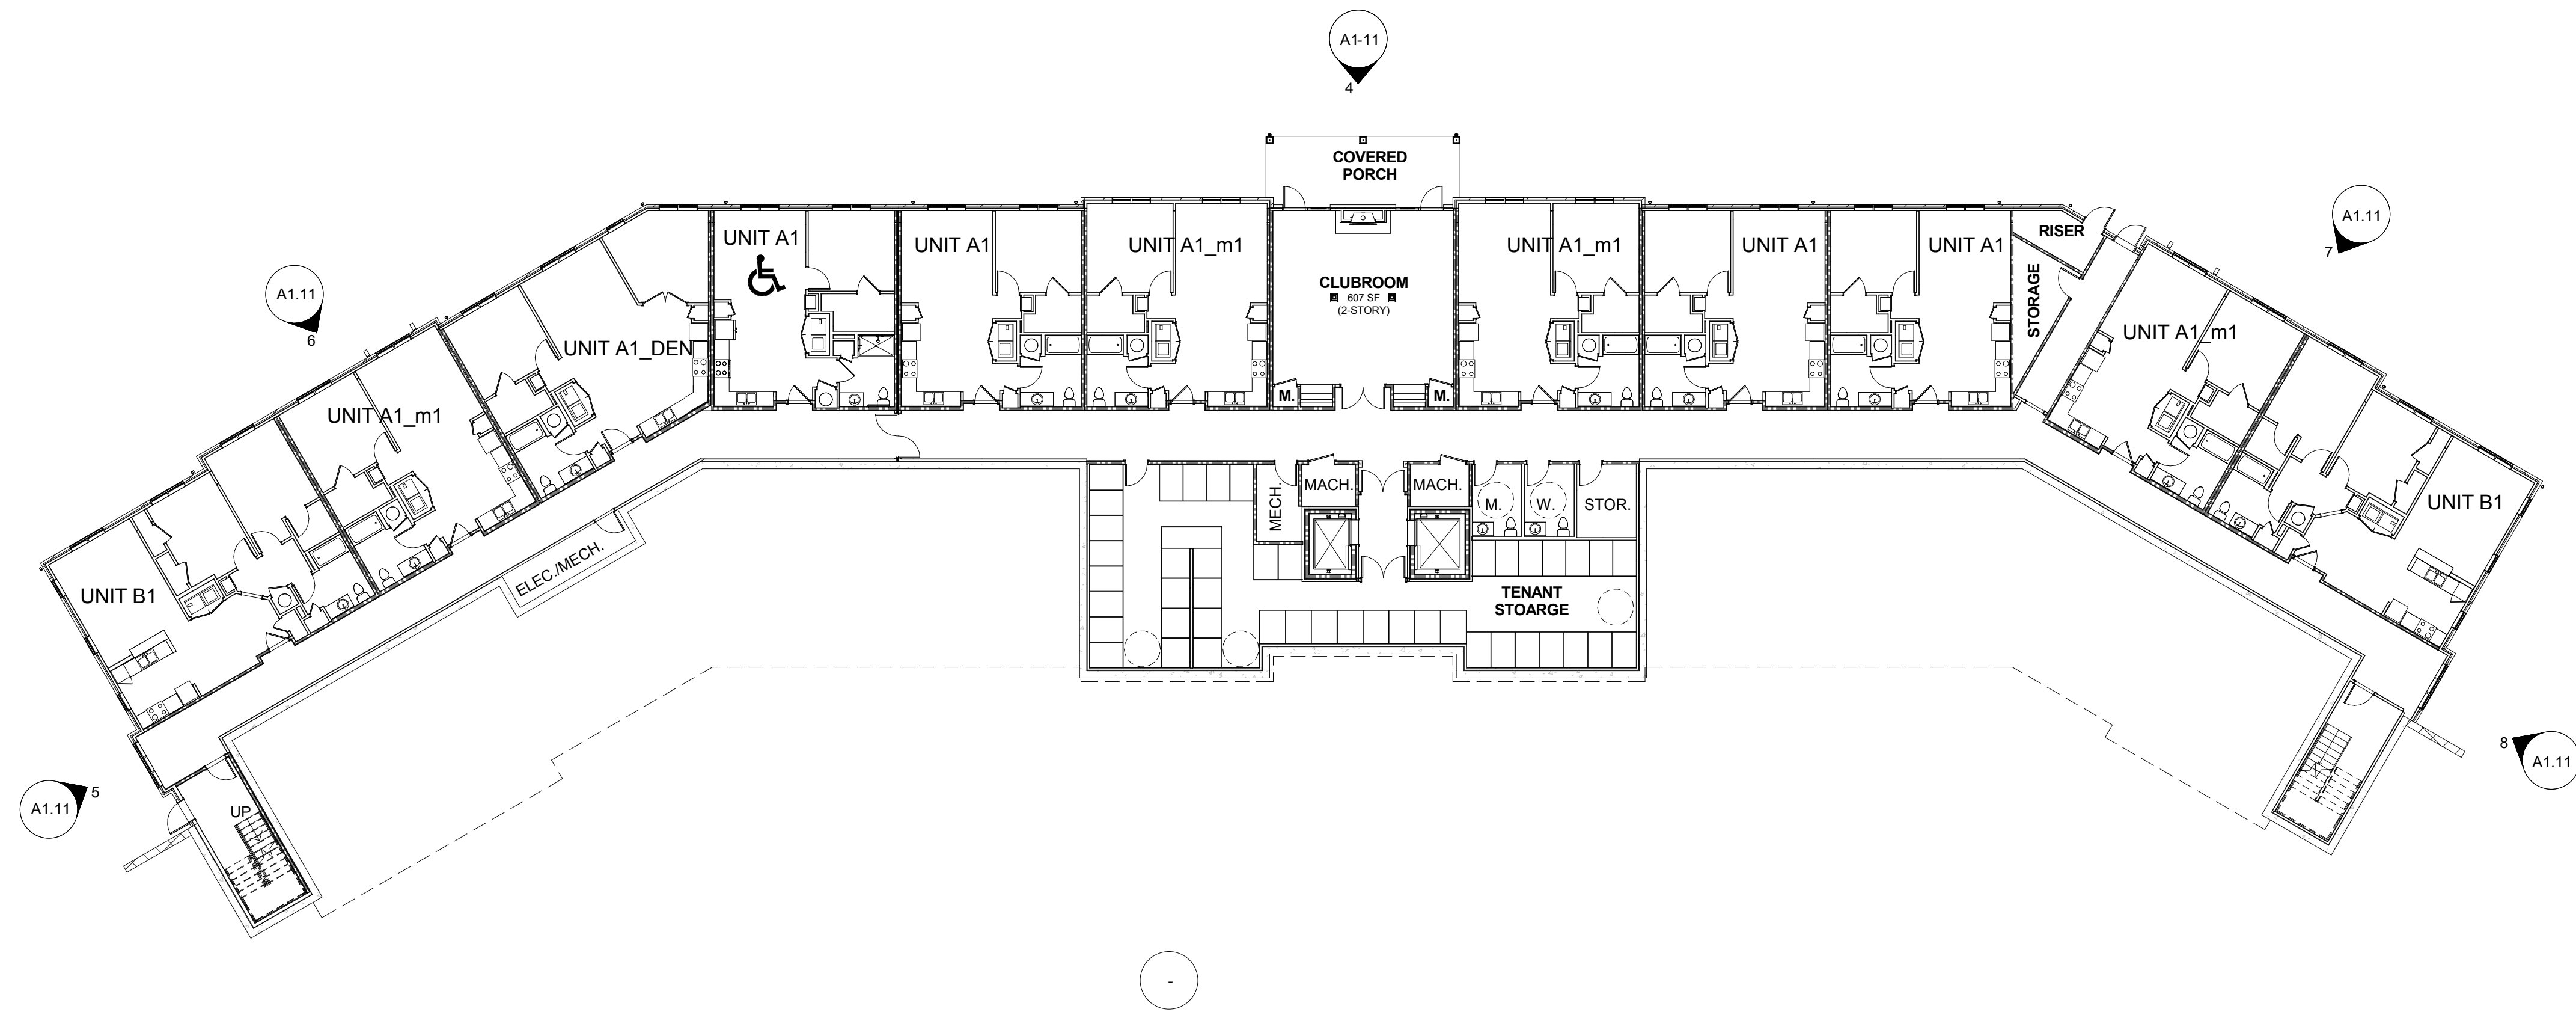 A1-11
4
COVERED
PORCH
A1.11
7
A1.11
6
UNIT A1
UNIT A1
UNIT A1_m1
CLUBROOM
607 SF
(2-STORY)
UNIT A1_m1
UNIT A1
UNIT A1
RISER
STORAGE
UNIT A1_DEN
UNIT A1_m1
UNIT A1_m1
M.
M.
UNIT B1
UNIT B1
MECH.
MACH.
MACH.
M.
W.
STOR.
ELEC./MECH.
TENANT
STOARGE
A1.11
5
UP
8
A1.11
-